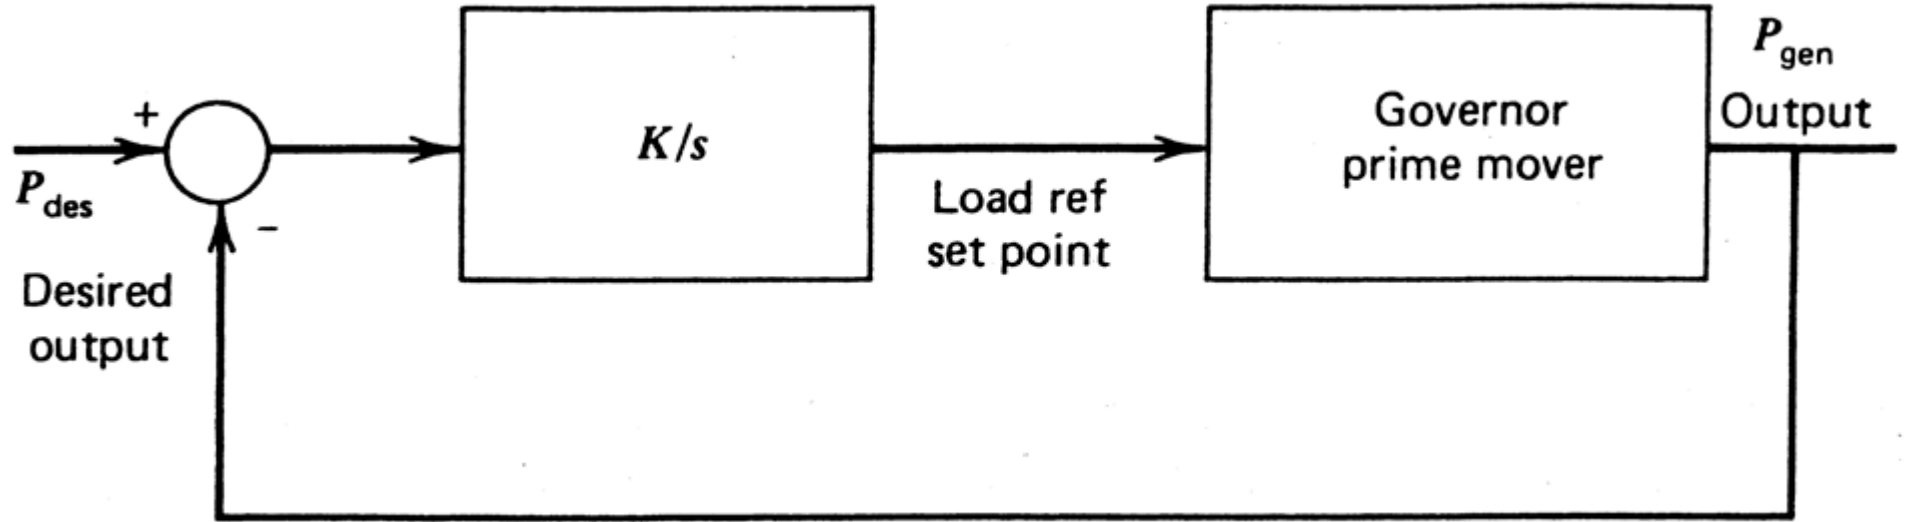 +
P_des
Desired
output
−
K/s
Load ref
set point
Governor
prime mover
P_gen
Output